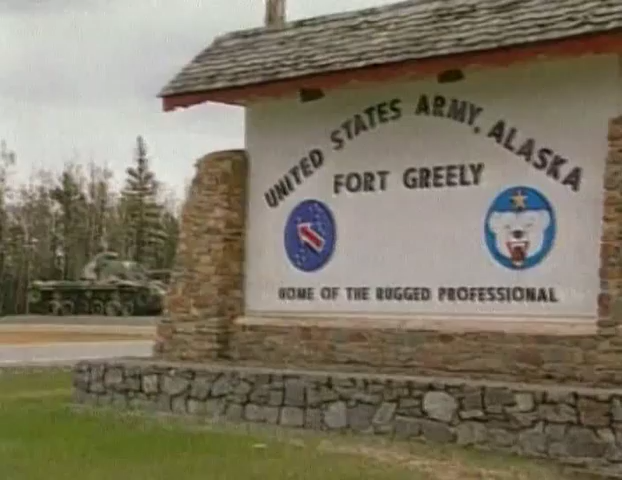 UNITED STATES ARMY, ALASKA
FORT GREELY
HOME OF THE RUGGED PROFESSIONAL